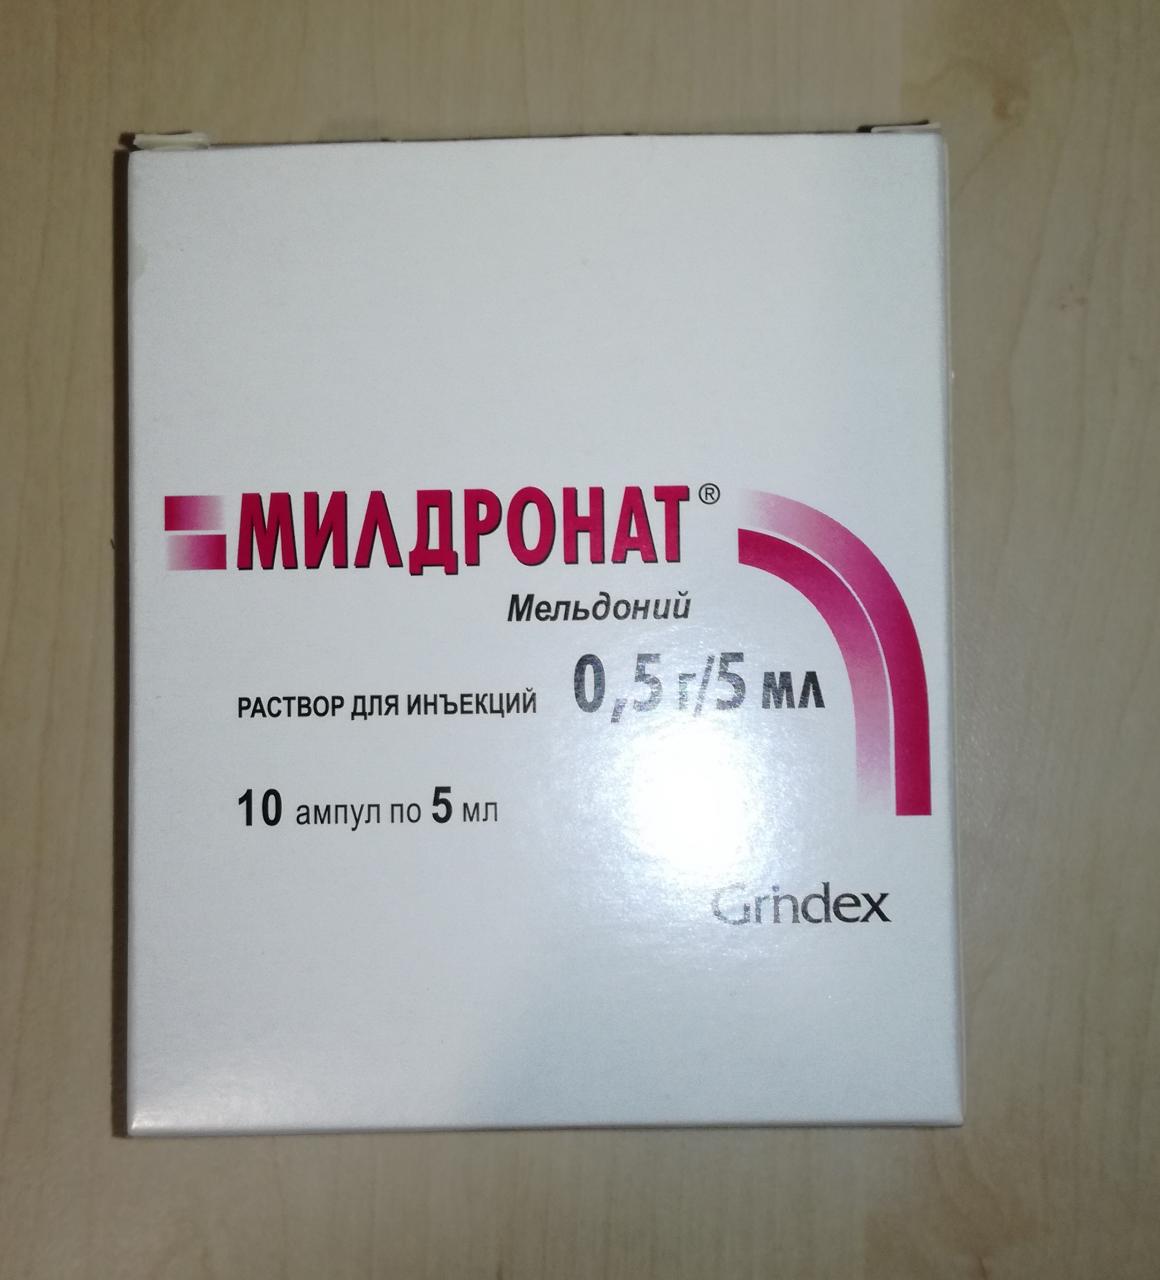 МИЛДРОНАТ®
Мельдоний
РАСТВОР ДЛЯ ИНЪЕКЦИЙ 0,5 г/5 мл
10 ампул по 5 мл
Grindex